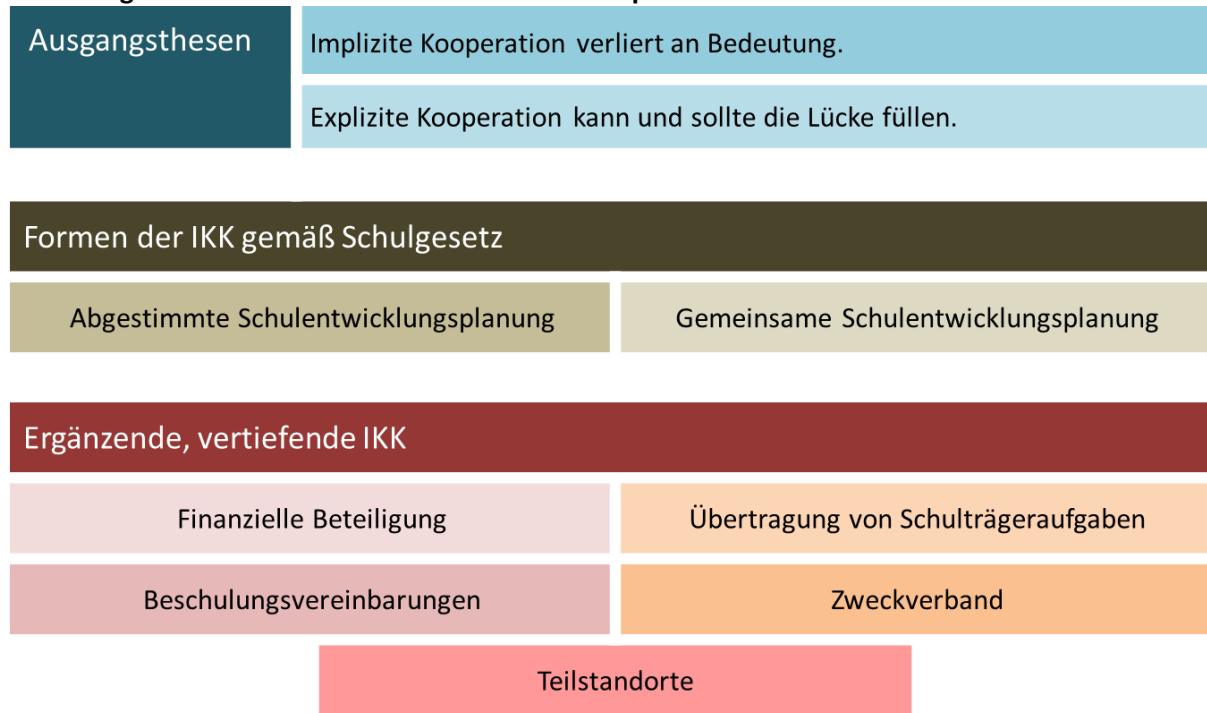 Ausgangsthesen
Implizite Kooperation verliert an Bedeutung.
Explizite Kooperation kann und sollte die Lücke füllen.
Formen der IKK gemäß Schulgesetz
Abgestimmte Schulentwicklungsplanung
Gemeinsame Schulentwicklungsplanung
Ergänzende, vertiefende IKK
Finanzielle Beteiligung
Übertragung von Schulträgeraufgaben
Beschulungsvereinbarungen
Zweckverband
Teilstandorte